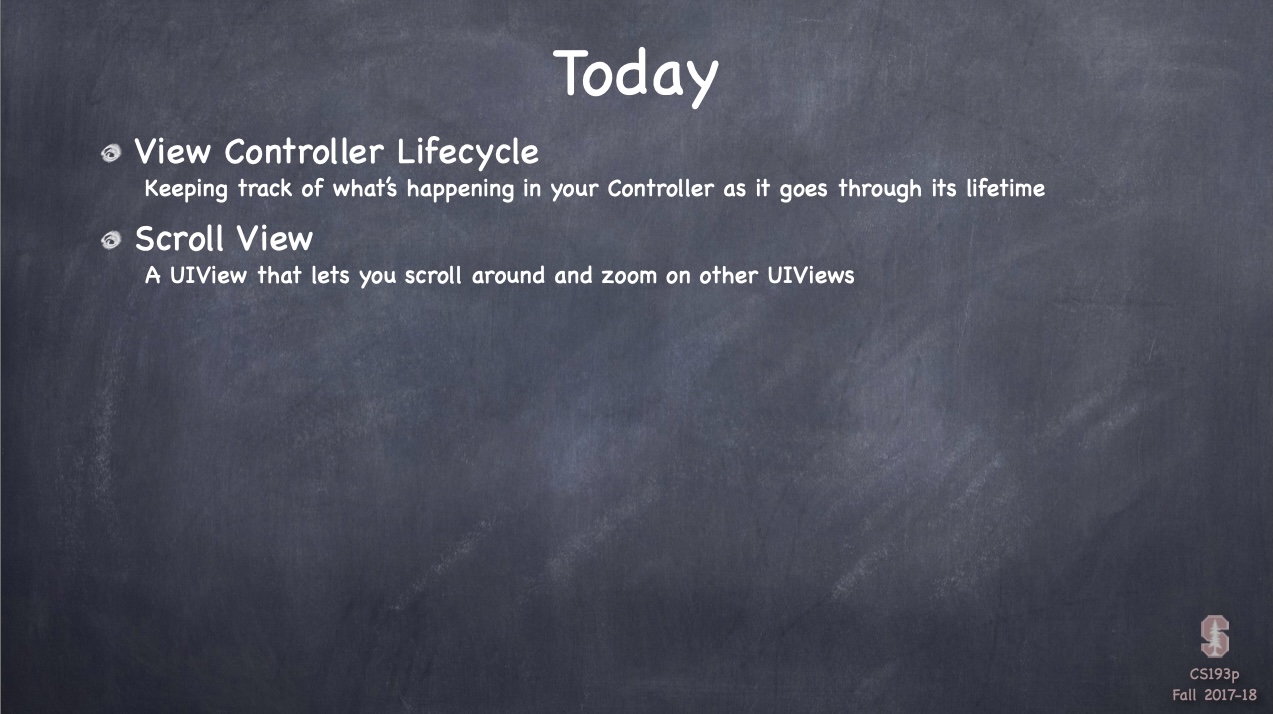 Today
View Controller Lifecycle
Keeping track of what's happening in your Controller as it goes through its lifetime
Scroll View
A UIView that lets you scroll around and zoom on other UIViews
S
CS193p
Fall 2017-18